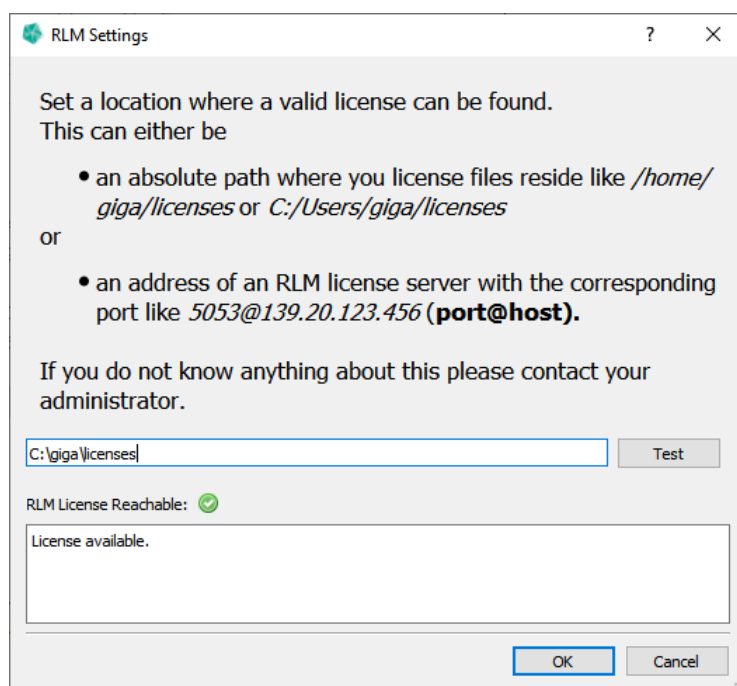 RLM Settings
?
Set a location where a valid license can be found.
This can either be
• an absolute path where you license files reside like /home/
giga/licenses or C:/Users/giga/licenses
or
• an address of an RLM license server with the corresponding
port like 5053@139.20.123.456 (port@host).
If you do not know anything about this please contact your
administrator.
C:\giga\licenses
Test
RLM License Reachable:
License available.
OK
Cancel